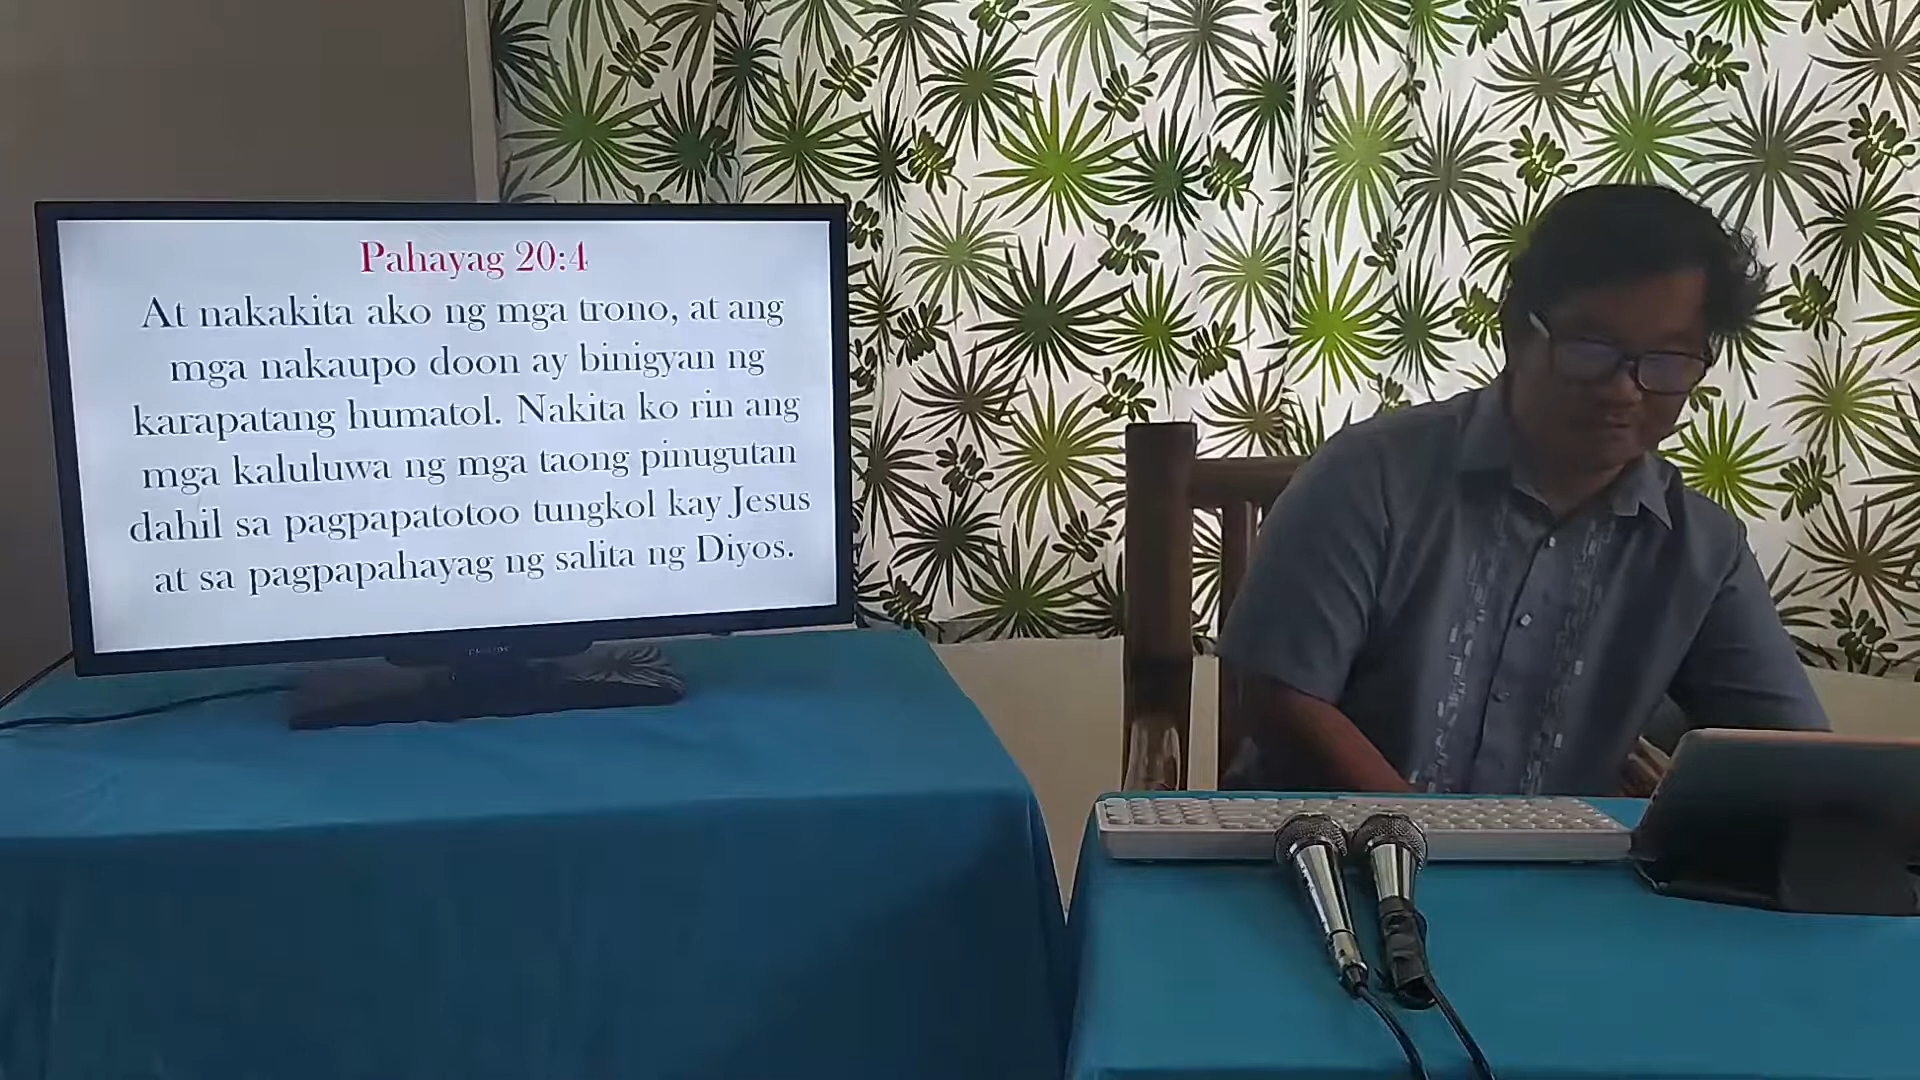 Pahayag 20:4
At nakakita ako ng mga trono, at ang
mga nakaupo doon ay binigyan ng
karapatang humatol. Nakita ko rin ang
mga kaluluwa ng mga taong pinugutan
dahil sa pagpapatotoo tungkol kay Jesus
at sa pagpapahayag ng salita ng Diyos.